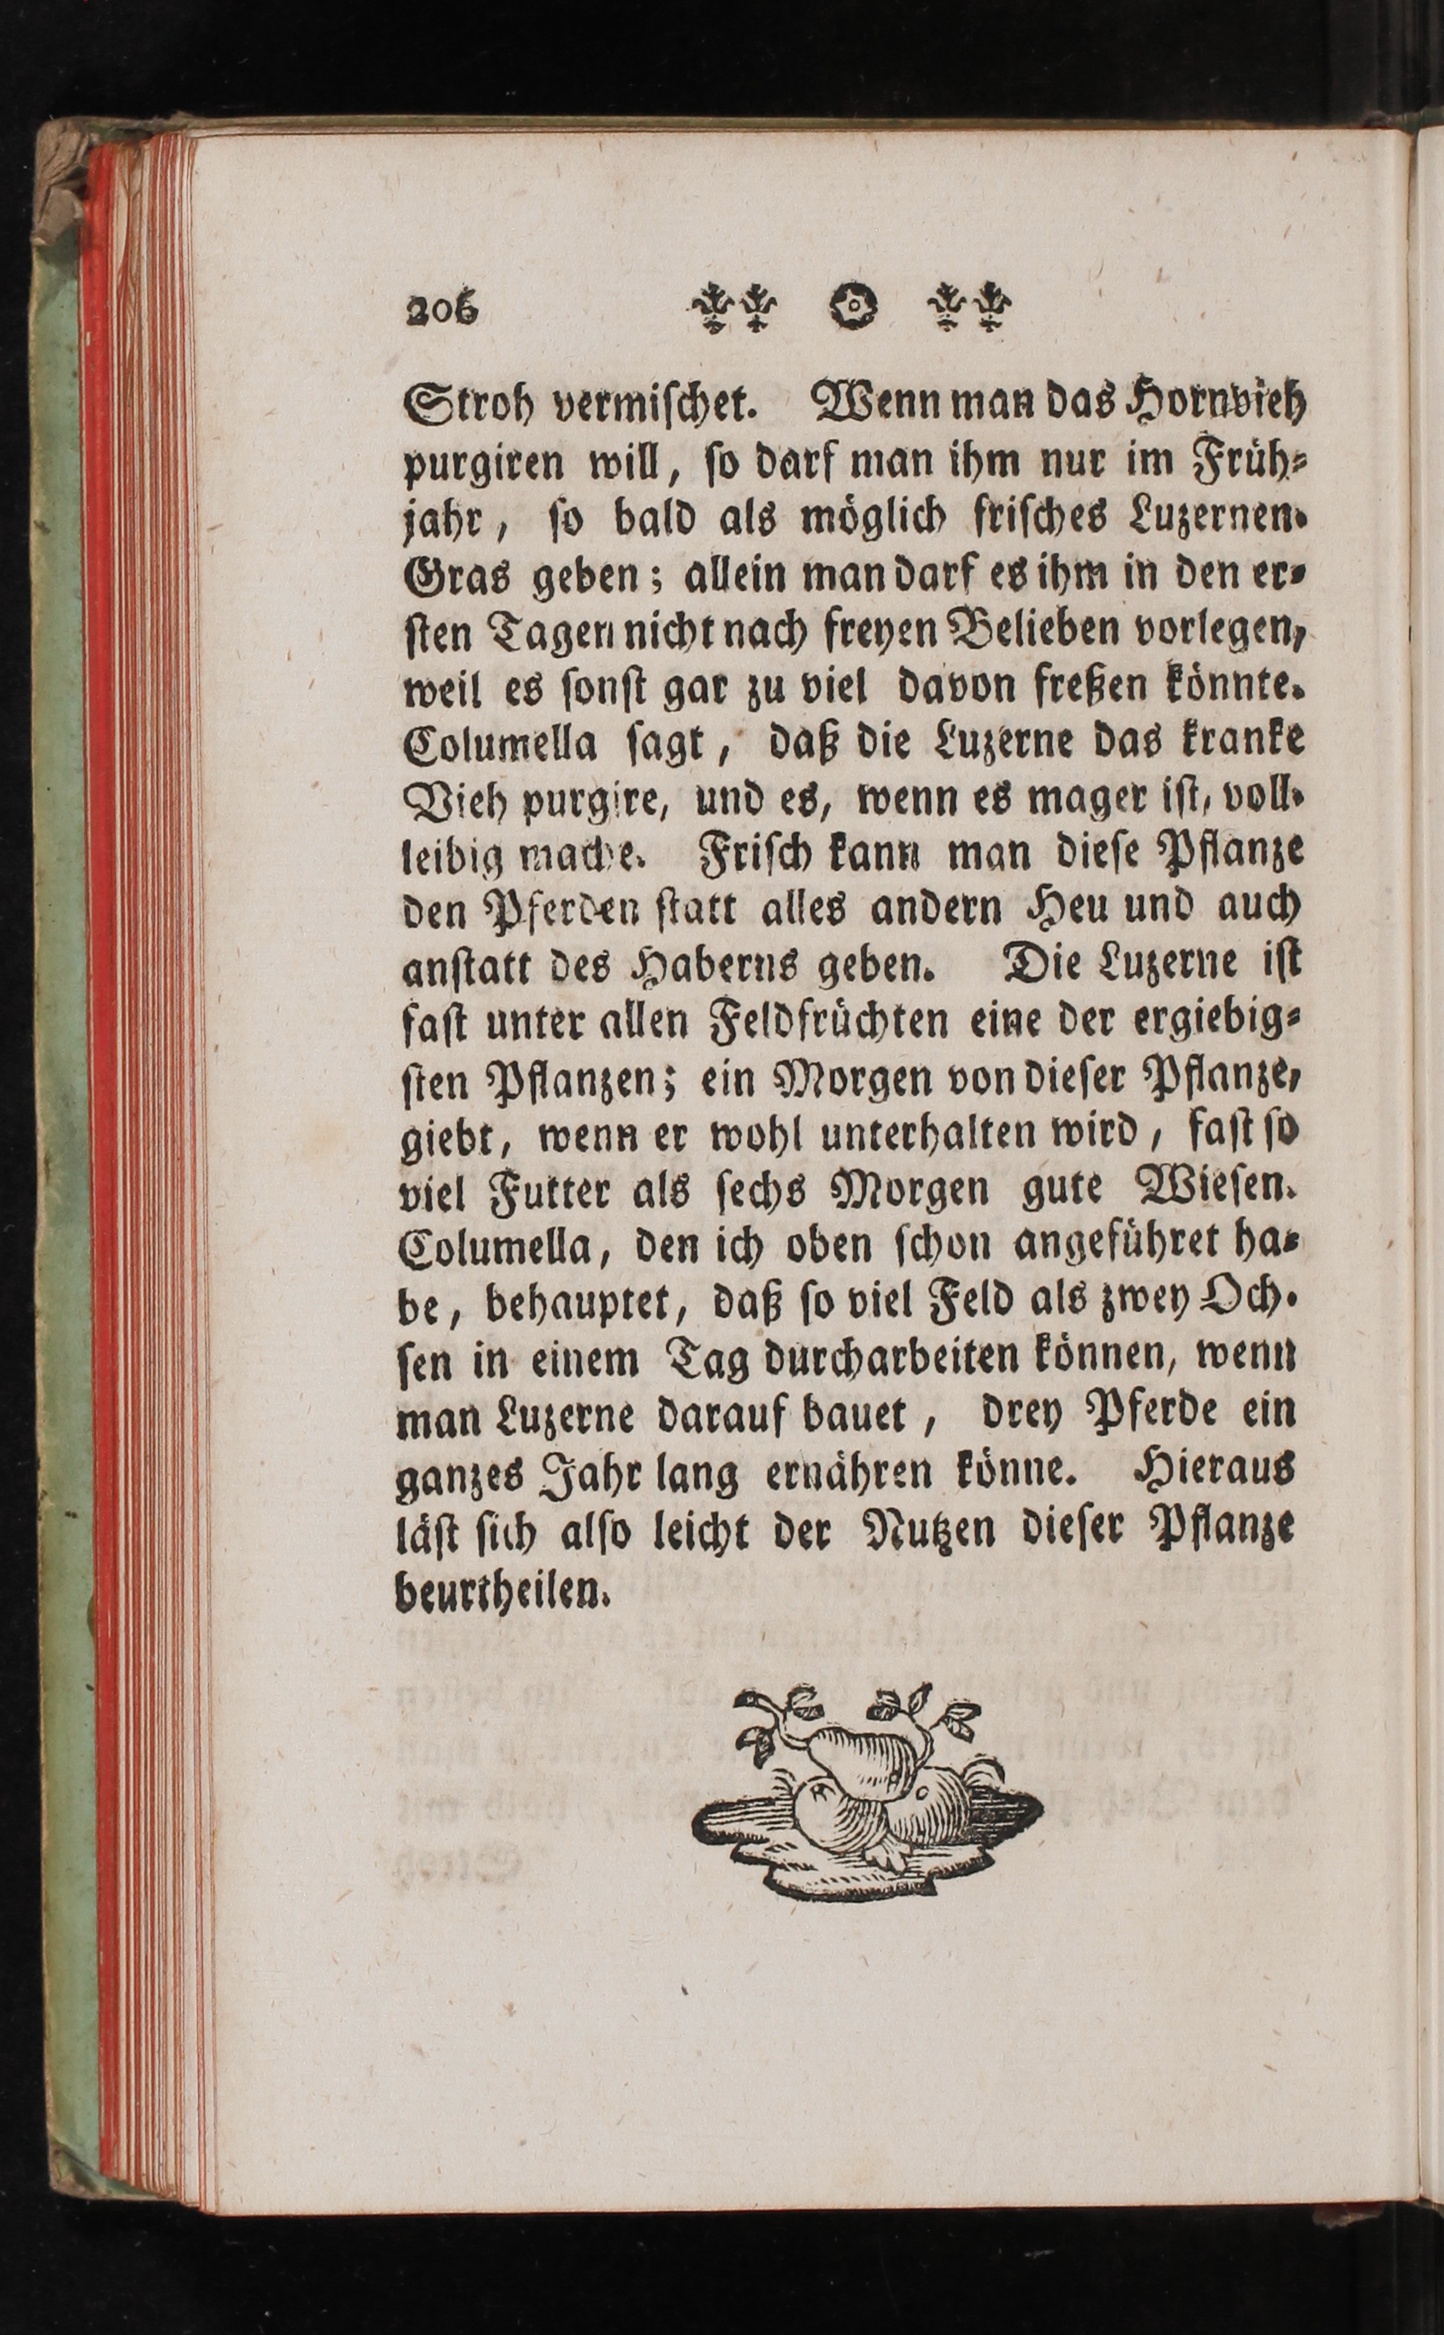 206
Stroh vermiſchet. Wenn man das Hornvieh
purgiren will, ſo darf man ihm nur im Früh⸗
jahr, ſo bald als möglich friſches Luzernen⸗
Gras geben; allein man darf es ihm in den er⸗
ſten Tagen nicht nach freyen Belieben vorlegen,
weil es ſonſt gar zu viel davon freßen könnte.
Columella ſagt, daß die Luzerne das kranke
Vieh purgire, und es, wenn es mager iſt, voll⸗
leibig mache. Friſch kann man dieſe Pflanze
den Pferden ſtatt alles andern Heu und auch
anſtatt des Haberns geben. Die Luzerne iſt
faſt unter allen Feldfrüchten eine der ergiebig⸗
ſten Pflanzen; ein Morgen von dieſer Pflanze,
giebt, wenn er wohl unterhalten wird, faſt ſo
viel Futter als ſechs Morgen gute Wieſen.
Columella, den ich oben ſchon angeführet ha⸗
be, behauptet, daß ſo viel Feld als zwey Och⸗
ſen in einem Tag durcharbeiten können, wenn
man Luzerne darauf bauet, drey Pferde ein
ganzes Jahr lang ernähren könne. Hieraus
läſt ſich alſo leicht der Nutzen dieſer Pflanze
beurtheilen.